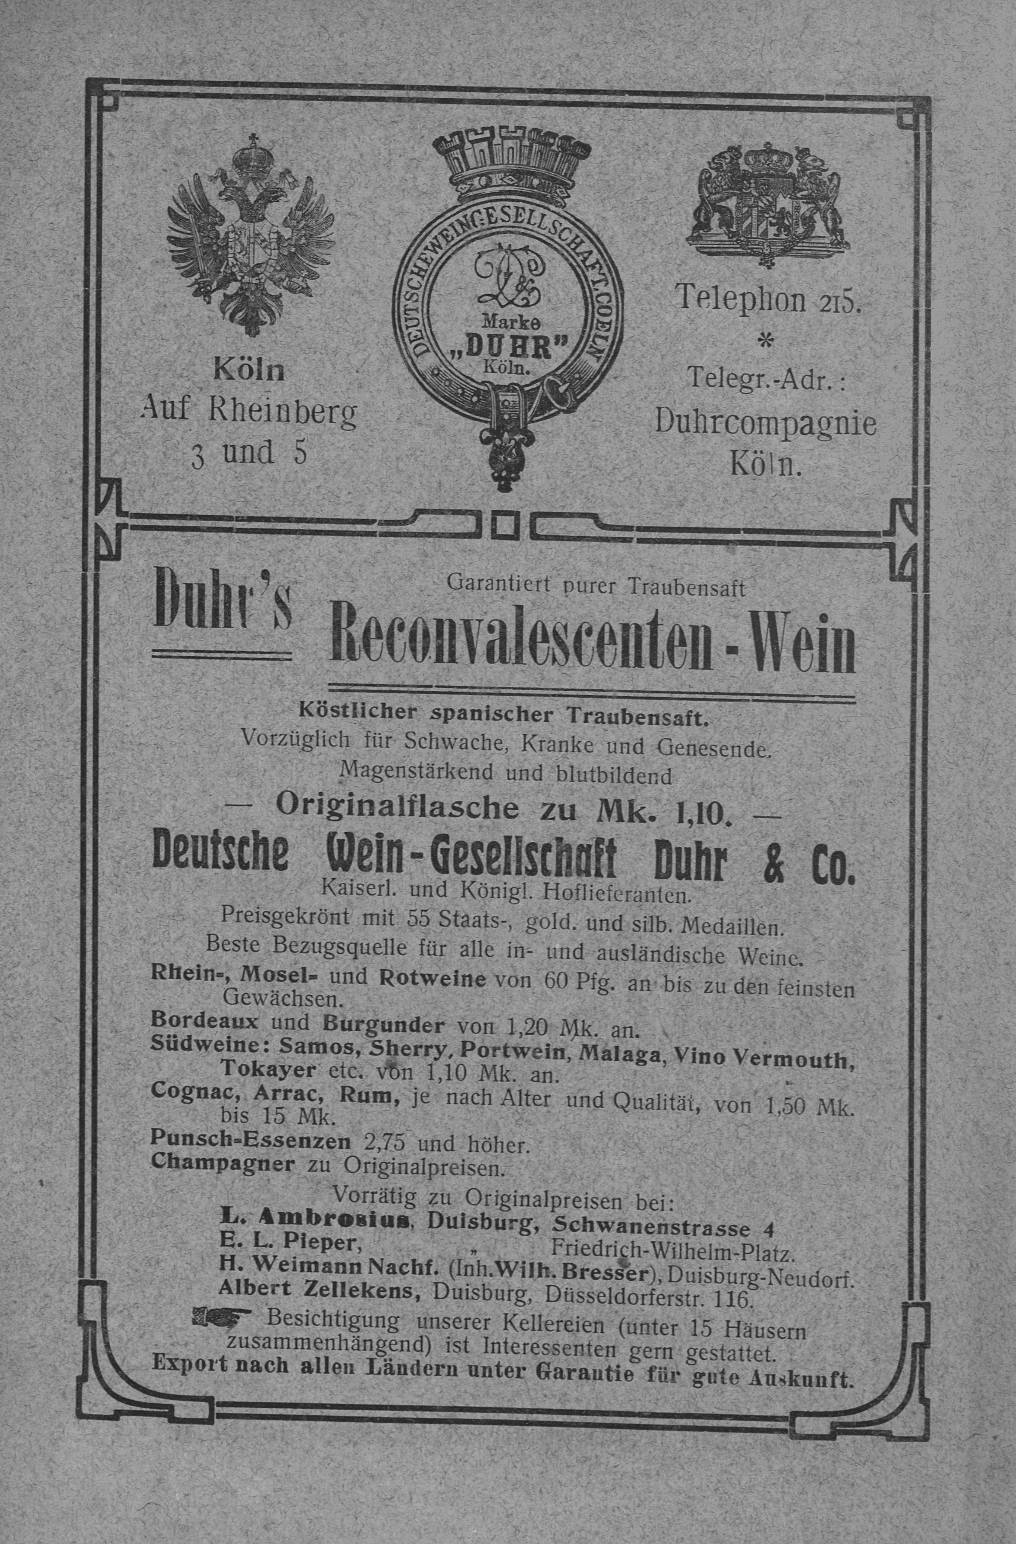 Köln
Auf Rheinberg
3 und 5
DEUTSCHE WEINGESELLSCHAFT. COELN
Marke
„DUHR”
Köln.
Telephon 215.
*
Telegr.-Adr.:
Duhrcompagnie
Köln.
Duhr's
Garantiert purer Traubensaft
Reconvalescenten-Wein
Köstlicher spanischer Traubensaft.
Vorzüglich für Schwache, Kranke und Genesende.
Magenstärkend und blutbildend
— Originalflasche zu Mk. 1,10. —
Deutsche Wein-Gesellschaft Duhr & Co.
Kaiserl. und Königl. Hoflieferanten.
Preisgekrönt mit 55 Staats-, gold. und silb. Medaillen.
Beste Bezugsquelle für alle in- und ausländische Weine.
Rhein-, Mosel- und Rotweine von 60 Pfg. an bis zu den feinsten
Gewächsen.
Bordeaux und Burgunder von 1,20 Mk. an.
Südweine: Samos, Sherry, Portwein, Malaga, Vino Vermouth,
Tokayer etc. von 1,10 Mk. an.
Cognac, Arrac, Rum, je nach Alter und Qualität, von 1,50 Mk.
bis 15 Mk.
Punsch-Essenzen 2,75 und höher.
Champagner zu Originalpreisen.
Vorrätig zu Originalpreisen bei:
L. Ambrosius, Duisburg, Schwanenstrasse 4
E. L. Pieper, „ Friedrich-Wilhelm-Platz.
H. Weimann Nachf. (Inh. Wilh. Bresser), Duisburg-Neudorf.
Albert Zellekens, Duisburg, Düsseldorferstr. 116.
Besichtigung unserer Kellereien (unter 15 Häusern
zusammenhängend) ist Interessenten gern gestattet.
Export nach allen Ländern unter Garantie für gute Auskunft.